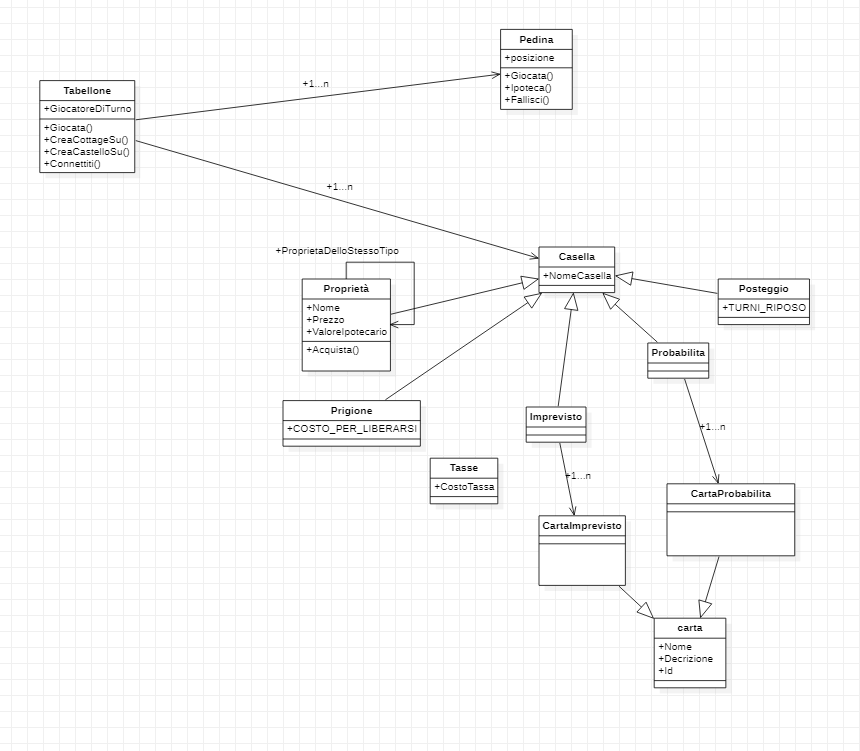 Pedina
+posizione
+Giocata()
+Ipoteca()
+Fallisci()
+1...n
Tabellone
+GiocatoreDiTurno
+Giocata()
+CreaCottageSu()
+CreaCastelloSu()
+Connettiti()
+1...n
+ProprietaDelloStessoTipo
Casella
+NomeCasella
Proprietà
+Nome
+Prezzo
+ValoreIpotecario
+Acquista()
Posteggio
+TURNI_RIPOSO
Probabilita
Prigione
+COSTO_PER_LIBERARSI
Imprevisto
+1...n
Tasse
+CostoTassa
+1...n
CartaProbabilita
CartaImprevisto
carta
+Nome
+Decrizione
+Id